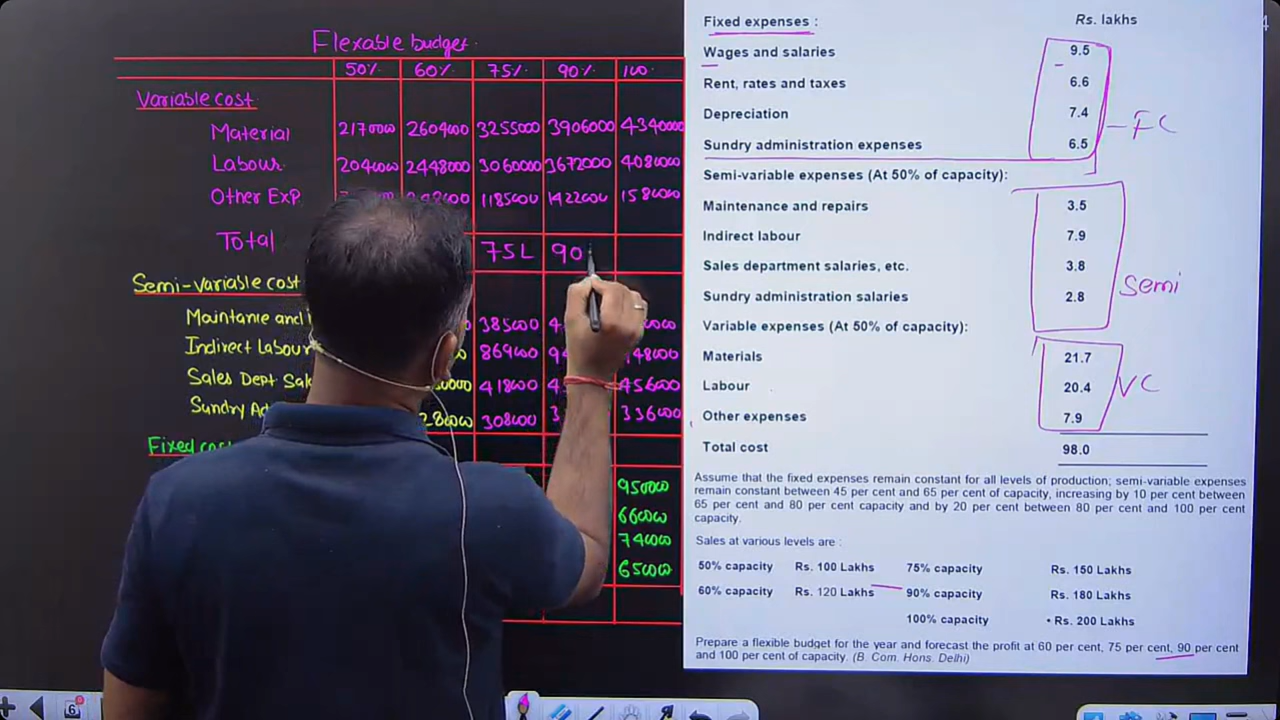 Flexable budget.
50% 60% 75% 90% 100
Variable cost
Material 2170000 2604000 3255000 3906000 4340000
Labour 2040000 2448000 3060000 3672000 4080000
Other Exp 1185000 1422000 1580000
Total 75L 90
Semi-variable cost
385000
Indirect Labour 869000 948000
Sales Dept Sal 418000 456000
Sundry Ad 280000 308000 336000
Fixed cos
950000
660000
740000
650000
Fixed expenses : Rs. lakhs
Wages and salaries 9.5
Rent, rates and taxes 6.6
Depreciation 7.4
Sundry administration expenses 6.5
FC
Semi-variable expenses (At 50% of capacity):
Maintenance and repairs 3.5
Indirect labour 7.9
Sales department salaries, etc. 3.8
Sundry administration salaries 2.8
Semi
Variable expenses (At 50% of capacity):
Materials 21.7
Labour 20.4
Other expenses 7.9
VC
Total cost 98.0
Assume that the fixed expenses remain constant for all levels of production; semi-variable expenses
remain constant between 45 per cent and 65 per cent of capacity, increasing by 10 per cent between
65 per cent and 80 per cent capacity and by 20 per cent between 80 per cent and 100 per cent
capacity.
Sales at various levels are :
50% capacity Rs. 100 Lakhs 75% capacity Rs. 150 Lakhs
60% capacity Rs. 120 Lakhs 90% capacity Rs. 180 Lakhs
100% capacity • Rs. 200 Lakhs
Prepare a flexible budget for the year and forecast the profit at 60 per cent, 75 per cent, 90 per cent
and 100 per cent of capacity. (B. Com. Hons. Delhi)